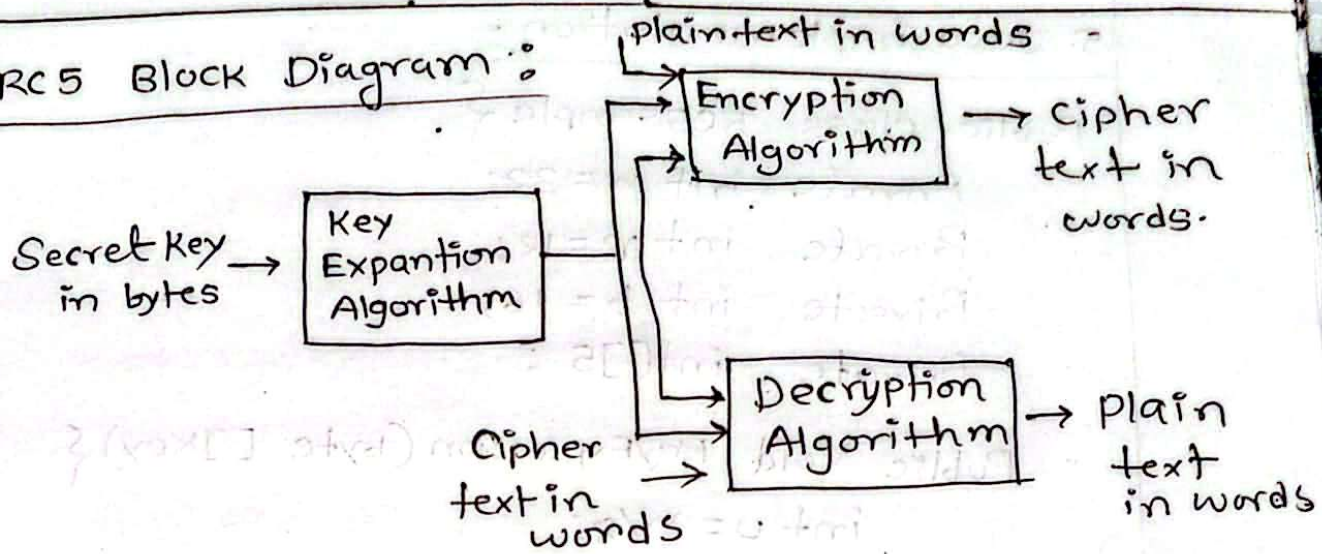 RC5 Block Diagram :
plaintext in words
Encryption
Algorithm
→ cipher
text in
words.
Secret key →
in bytes
Key
Expantion
Algorithm
Decryption
Algorithm
→ plain
text
in words
Cipher
text in →
words